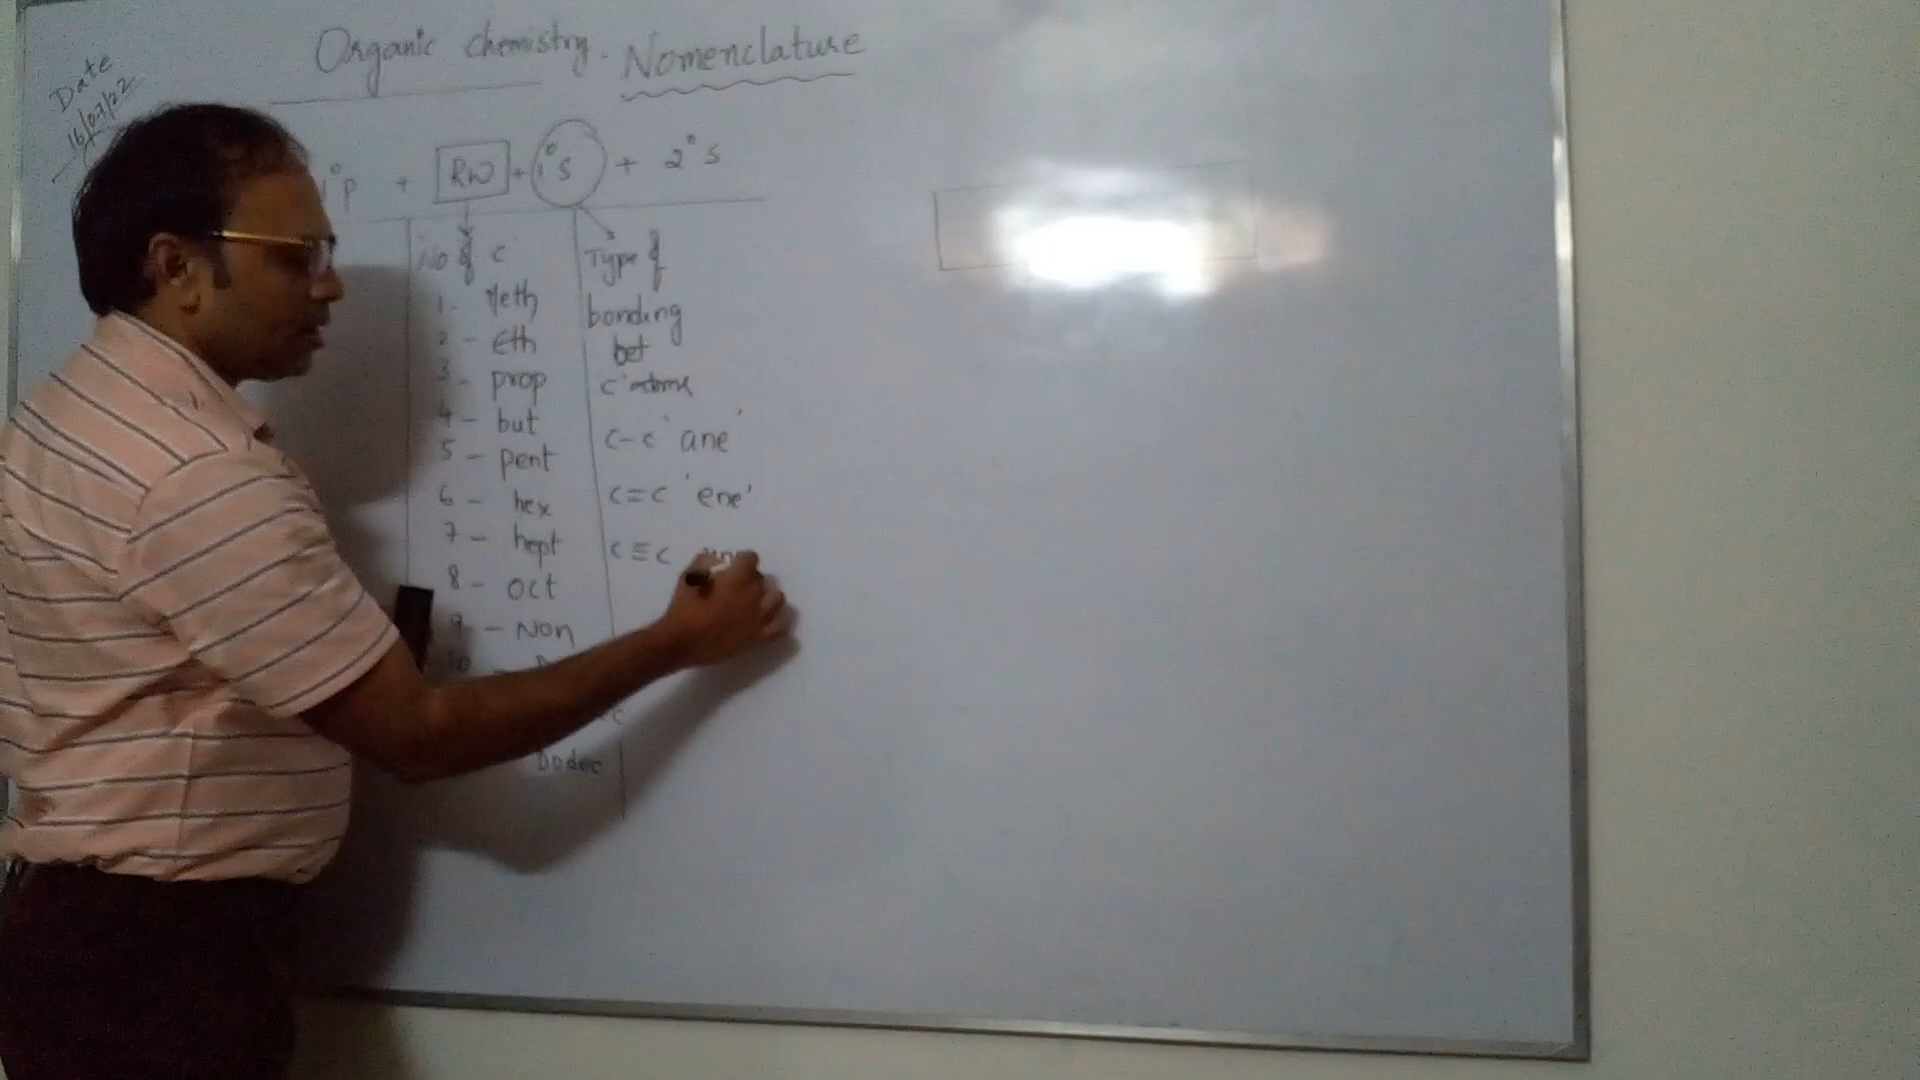 Date
16/07/22
Organic chemistry - Nomenclature
1°p + RW + 1°s + 2°s
No of c
1 - Meth
2 - Eth
3 - prop
4 - but
5 - pent
6 - hex
7 - hept
8 - oct
9 - Non
10 -
Dodec
Type of
bonding
bet
c atoms
C-C 'ane'
C=C 'ene'
C≡C